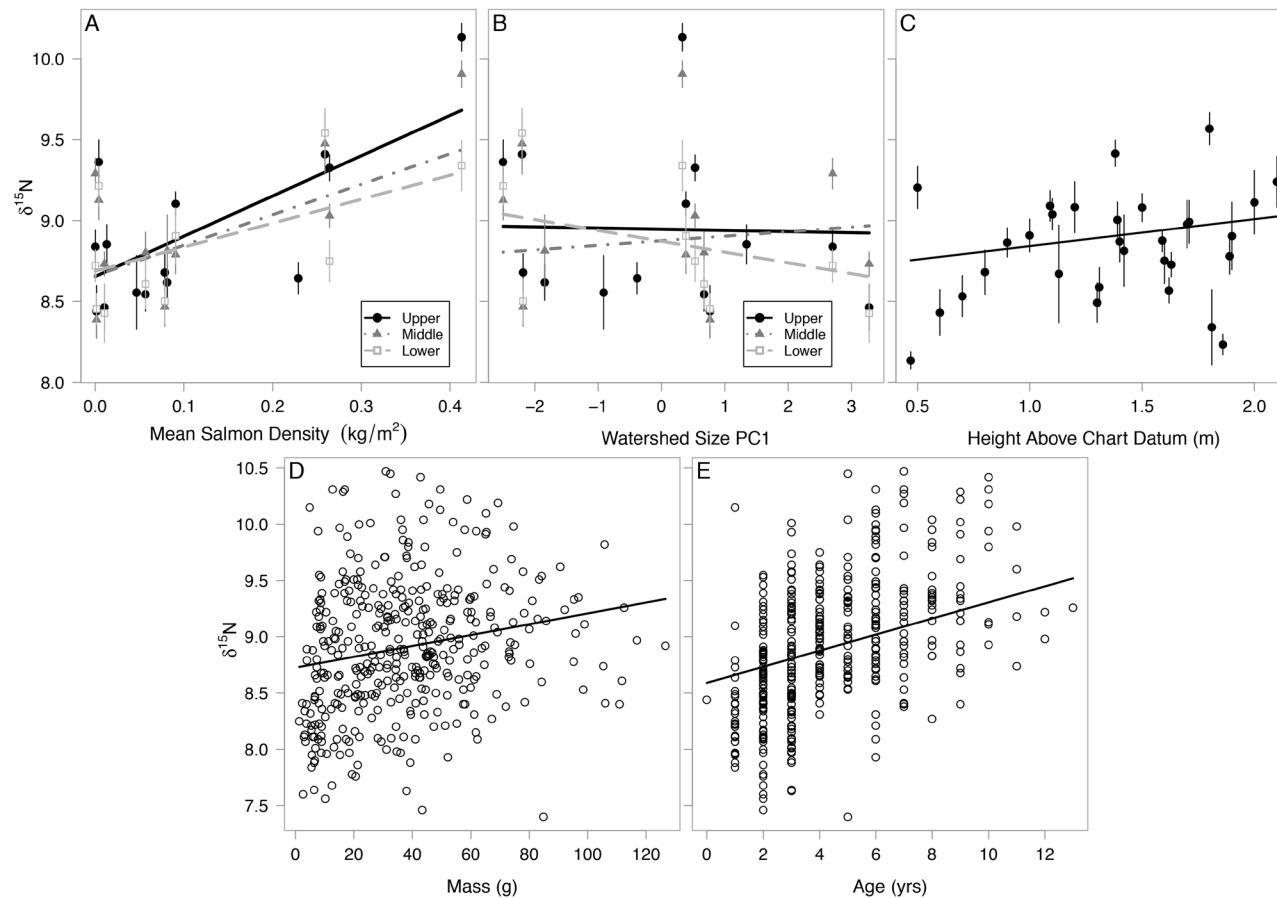 A
B
C
δ¹⁵N
10.0
9.5
9.0
8.5
8.0
Upper
Middle
Lower
Upper
Middle
Lower
0.0 0.1 0.2 0.3 0.4
−2 −1 0 1 2 3
0.5 1.0 1.5 2.0
Mean Salmon Density (kg/m²)
Watershed Size PC1
Height Above Chart Datum (m)
D
E
δ¹⁵N
10.5
10.0
9.5
9.0
8.5
8.0
7.5
0 20 40 60 80 100 120
0 2 4 6 8 10 12
Mass (g)
Age (yrs)